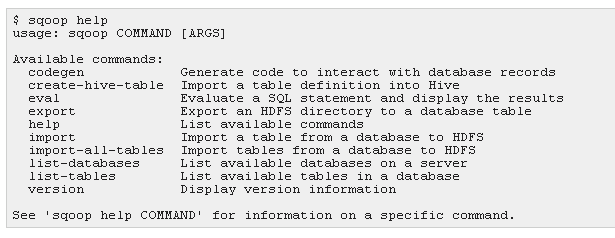 $ sqoop help
usage: sqoop COMMAND [ARGS]

Available commands:
  codegen            Generate code to interact with database records
  create-hive-table  Import a table definition into Hive
  eval               Evaluate a SQL statement and display the results
  export             Export an HDFS directory to a database table
  help               List available commands
  import             Import a table from a database to HDFS
  import-all-tables  Import tables from a database to HDFS
  list-databases     List available databases on a server
  list-tables        List available tables in a database
  version            Display version information

See 'sqoop help COMMAND' for information on a specific command.